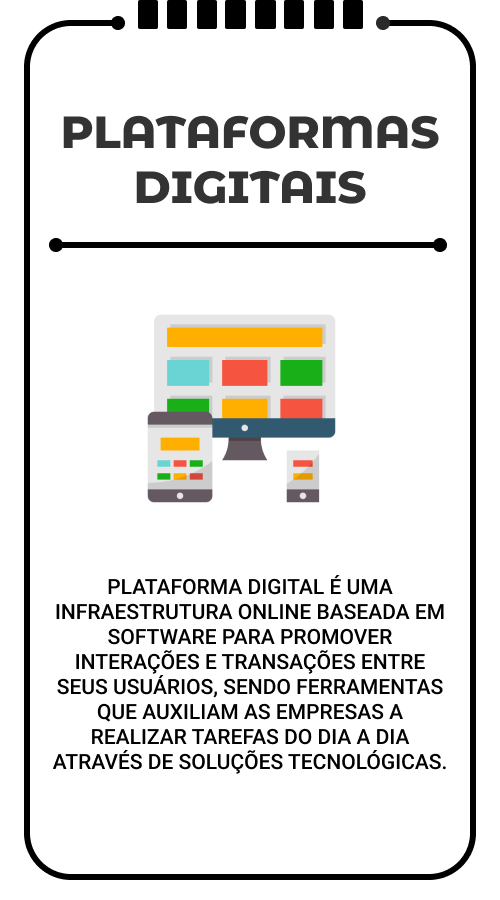 PLATAFORMAS
DIGITAIS
PLATAFORMA DIGITAL É UMA
INFRAESTRUTURA ONLINE BASEADA EM
SOFTWARE PARA PROMOVER
INTERAÇÕES E TRANSAÇÕES ENTRE
SEUS USUÁRIOS, SENDO FERRAMENTAS
QUE AUXILIAM AS EMPRESAS A
REALIZAR TAREFAS DO DIA A DIA
ATRAVÉS DE SOLUÇÕES TECNOLÓGICAS.